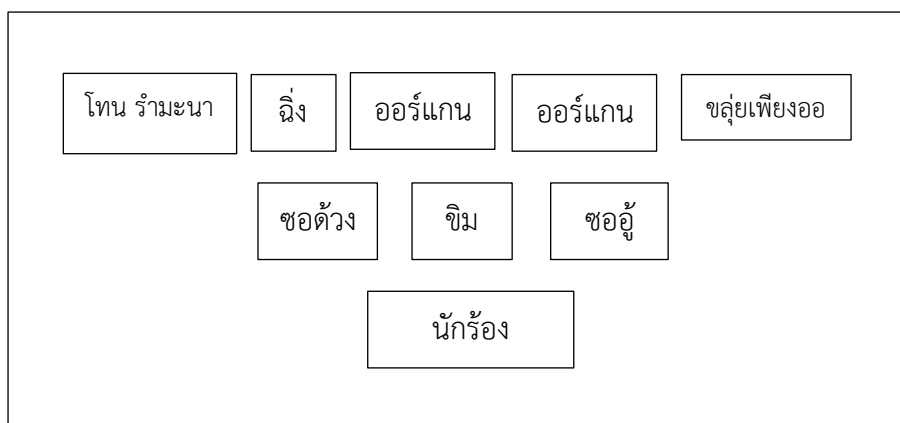 โทน รำมะนา ฉิ่ง ออร์แกน ออร์แกน ขลุ่ยเพียงออ
ซอด้วง ขิม ซออู้
นักร้อง